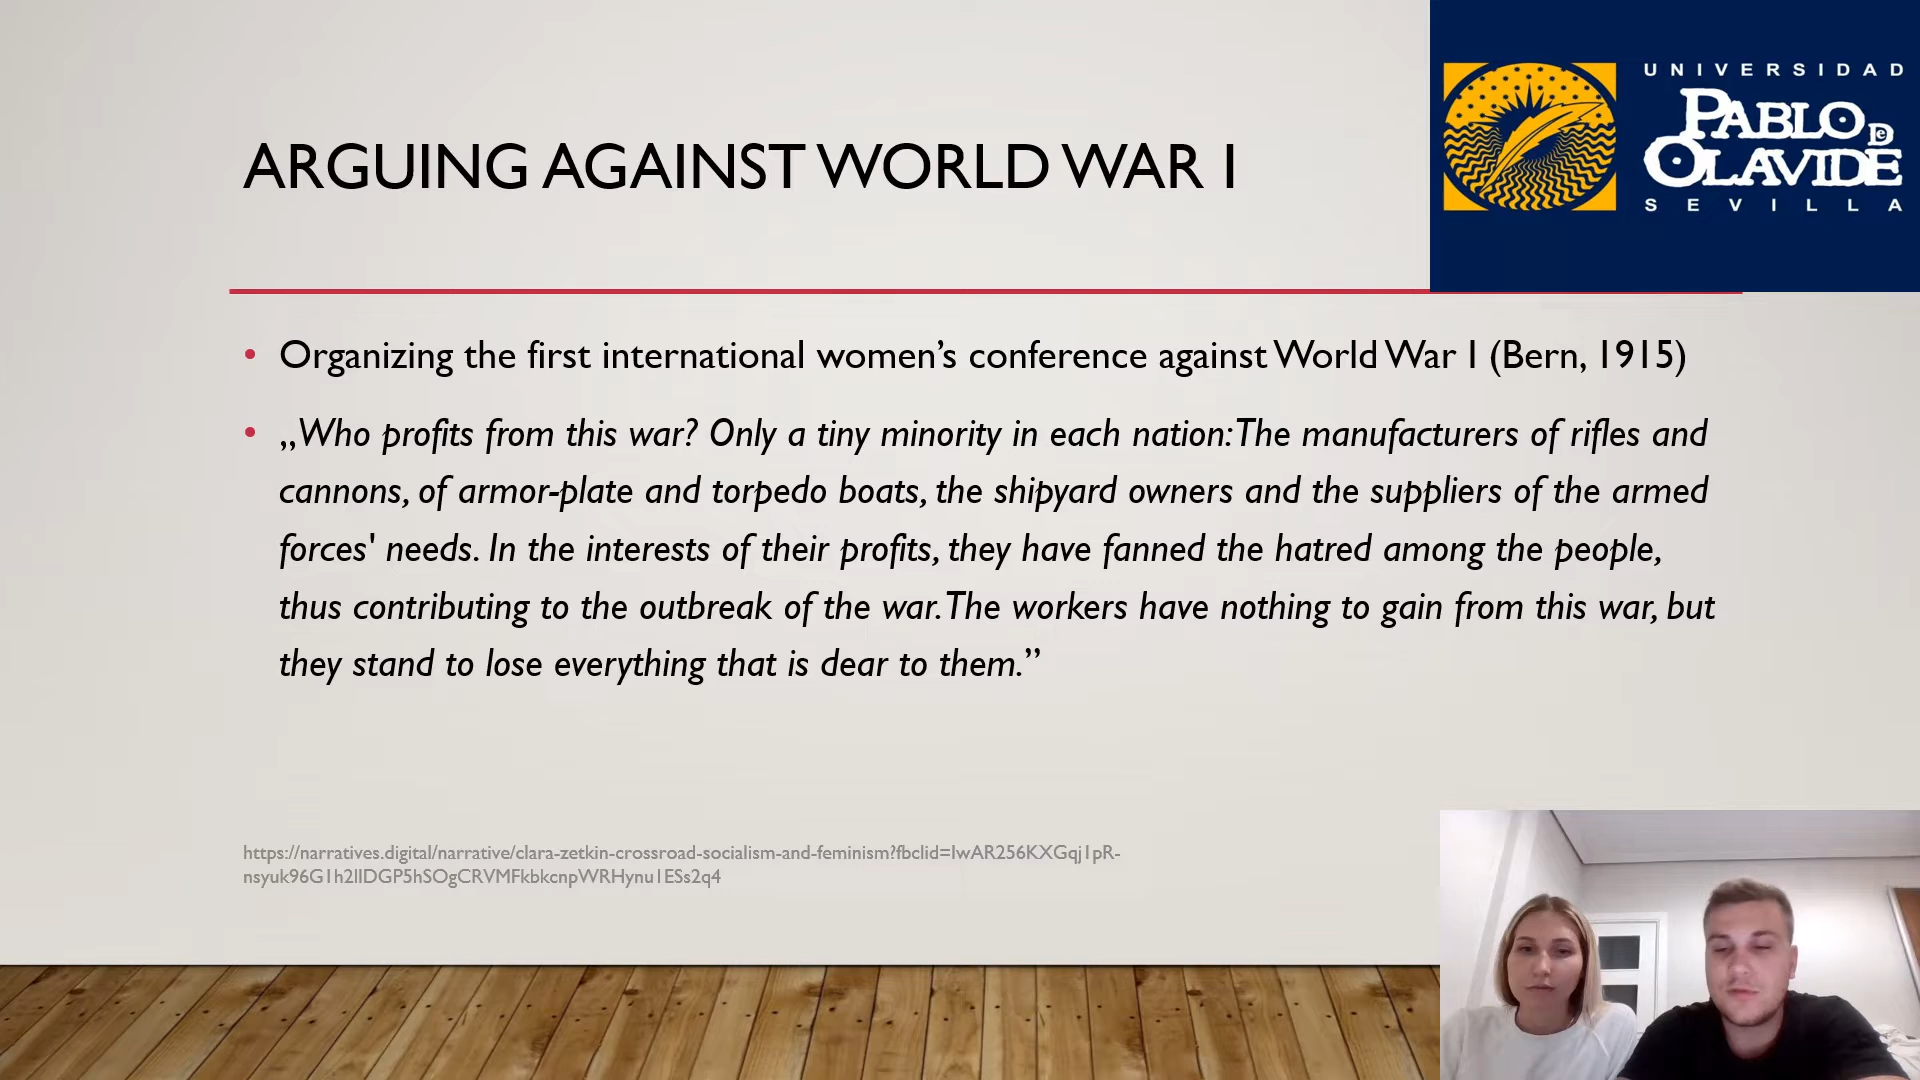 ARGUING AGAINST WORLD WAR I
UNIVERSIDAD
PABLO DE
OLAVIDE
SEVILLA
• Organizing the first international women’s conference against World War I (Bern, 1915)
• „Who profits from this war? Only a tiny minority in each nation: The manufacturers of rifles and
cannons, of armor-plate and torpedo boats, the shipyard owners and the suppliers of the armed
forces' needs. In the interests of their profits, they have fanned the hatred among the people,
thus contributing to the outbreak of the war. The workers have nothing to gain from this war, but
they stand to lose everything that is dear to them.”
https://narratives.digital/narrative/clara-zetkin-crossroad-socialism-and-feminism?fbclid=IwAR256KXGqj1pR-
nsyuk96G1h2lIDGP5hSOgCRVMFkbkcnpWRHynu1ESs2q4